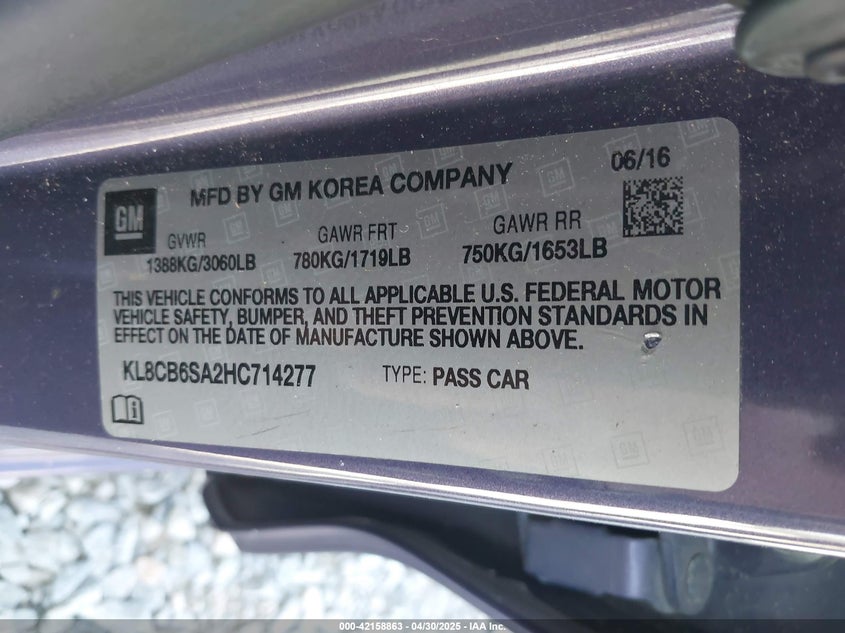 MFD BY GM KOREA COMPANY
06/16
GM
GVWR
GAWR FRT
GAWR RR
1388KG/3060LB
780KG/1719LB
750KG/1653LB
THIS VEHICLE CONFORMS TO ALL APPLICABLE U.S. FEDERAL MOTOR
VEHICLE SAFETY, BUMPER, AND THEFT PREVENTION STANDARDS IN
EFFECT ON THE DATE OF MANUFACTURE SHOWN ABOVE.
KL8CB6SA2HC714277
TYPE: PASS CAR
000-42158863 - 04/30/2025 - IAA Inc.